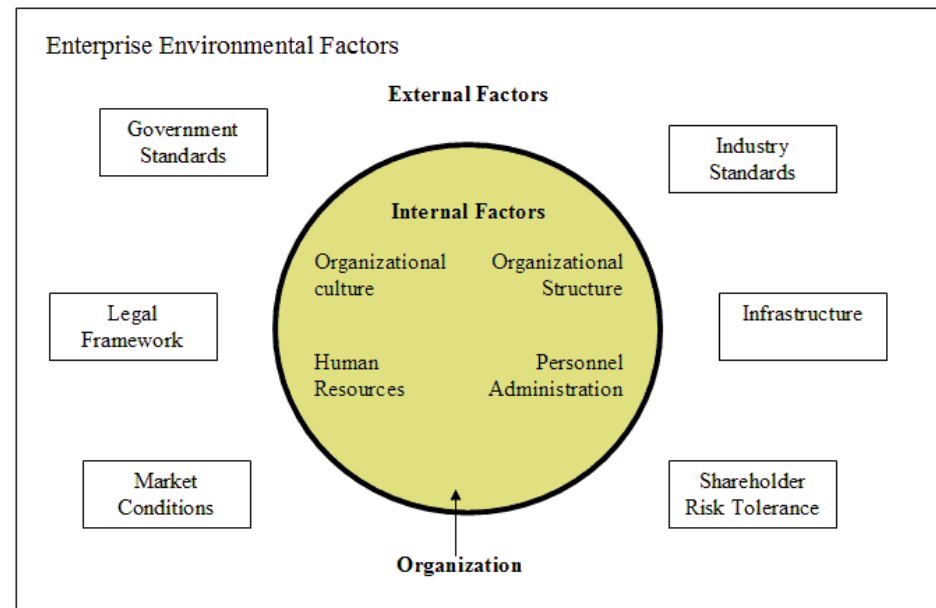 Enterprise Environmental Factors
External Factors
Government
Standards
Industry
Standards
Internal Factors
Organizational
culture
Organizational
Structure
Legal
Framework
Infrastructure
Human
Resources
Personnel
Administration
Market
Conditions
Shareholder
Risk Tolerance
Organization